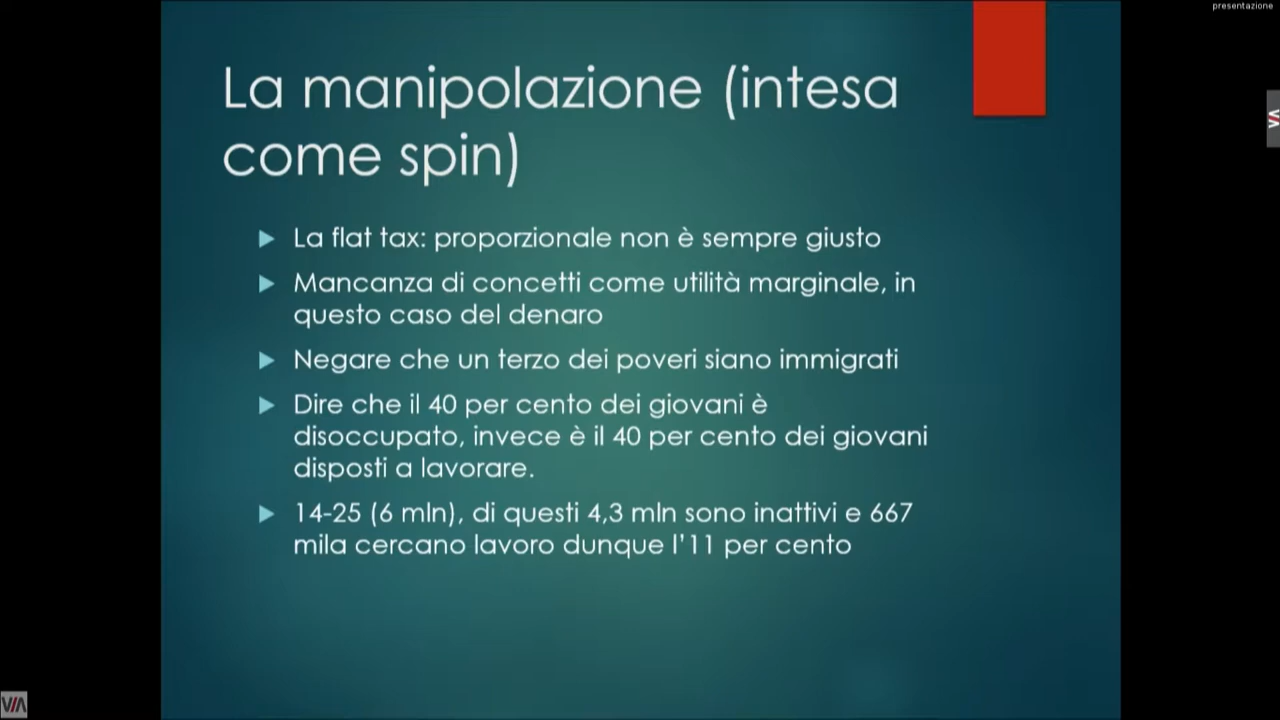 presentazione
La manipolazione (intesa
come spin)
La flat tax: proporzionale non è sempre giusto
Mancanza di concetti come utilità marginale, in
questo caso del denaro
Negare che un terzo dei poveri siano immigrati
Dire che il 40 per cento dei giovani è
disoccupato, invece è il 40 per cento dei giovani
disposti a lavorare.
14-25 (6 mln), di questi 4,3 mln sono inattivi e 667
mila cercano lavoro dunque l'11 per cento
VIA